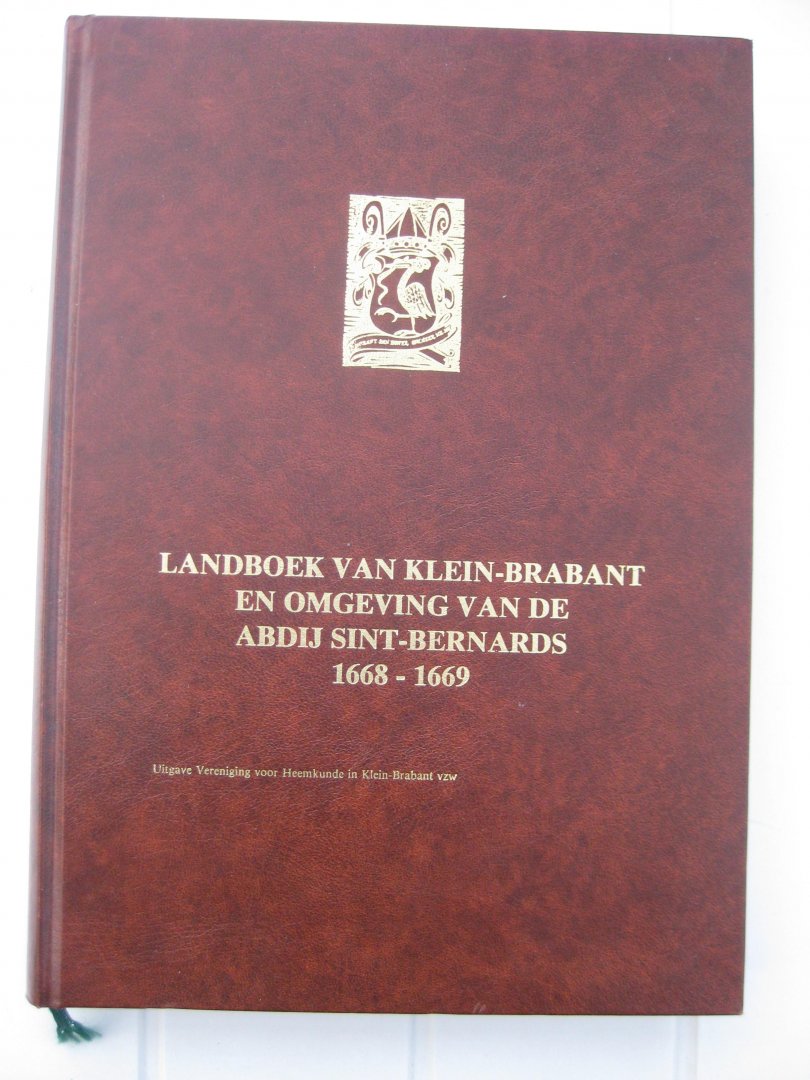 LANDBOEK VAN KLEIN-BRABANT
EN OMGEVING VAN DE
ABDIJ SINT-BERNARDS
1668 - 1669
Uitgave Vereniging voor Heemkunde in Klein-Brabant vzw